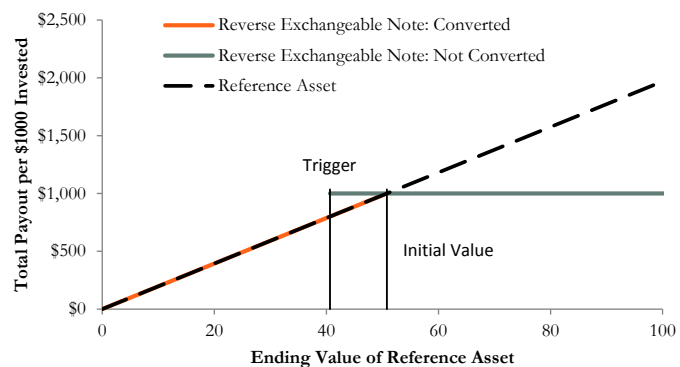 $2,500
Reverse Exchangeable Note: Converted
Reverse Exchangeable Note: Not Converted
$2,000
Reference Asset
$1,500
Trigger
$1,000
$500
Initial Value
$0
0 20 40 60 80 100
Total Payout per $1000 Invested
Ending Value of Reference Asset